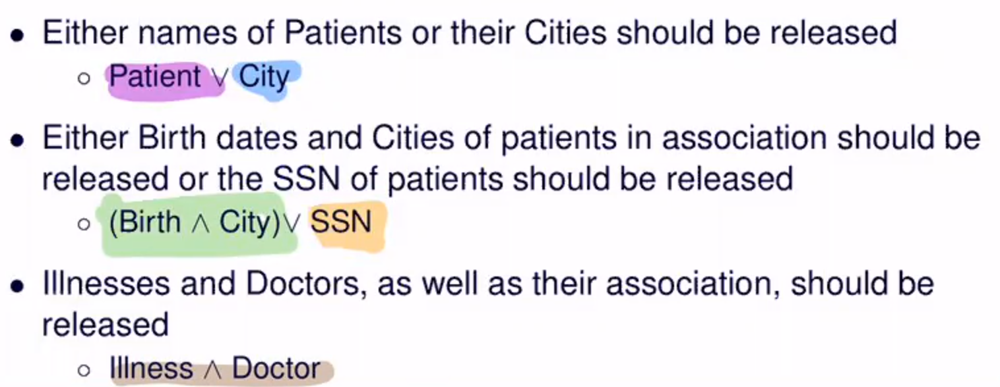 • Either names of Patients or their Cities should be released
○ Patient ∨ City
• Either Birth dates and Cities of patients in association should be
released or the SSN of patients should be released
○ (Birth ∧ City)∨ SSN
• Illnesses and Doctors, as well as their association, should be
released
○ Illness ∧ Doctor